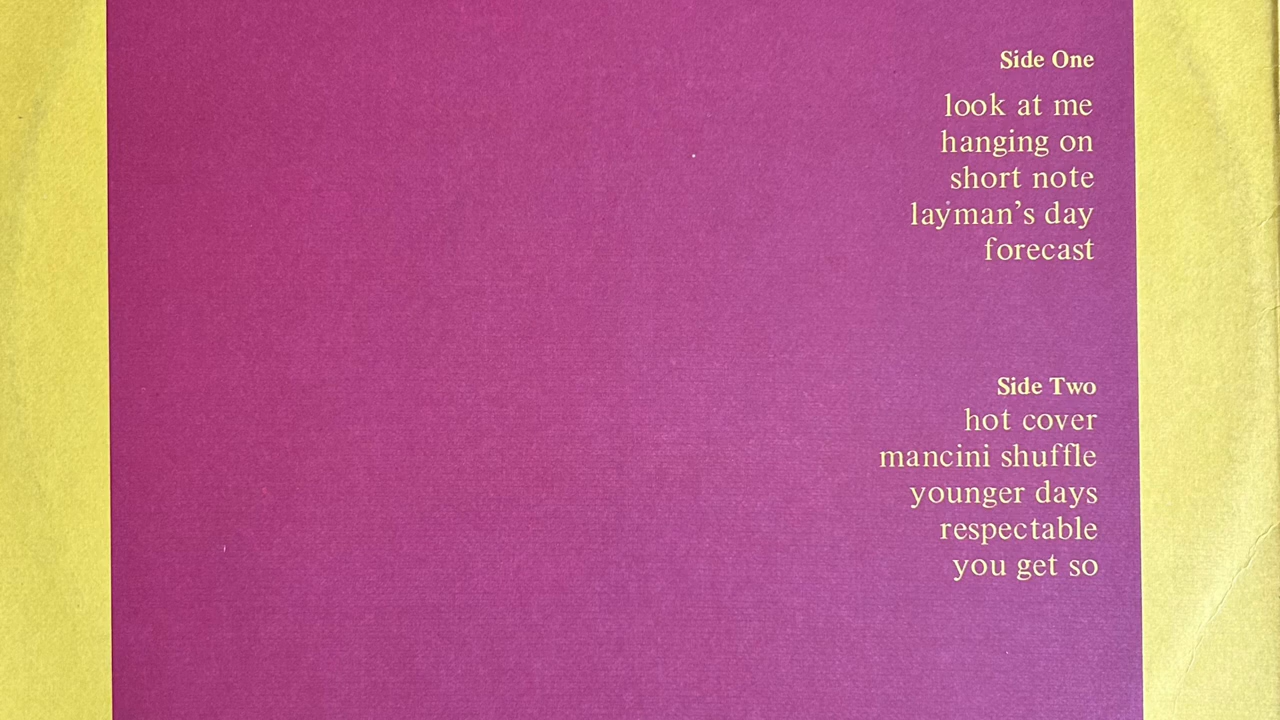 Side One
look at me
hanging on
short note
layman’s day
forecast
Side Two
hot cover
mancini shuffle
younger days
respectable
you get so